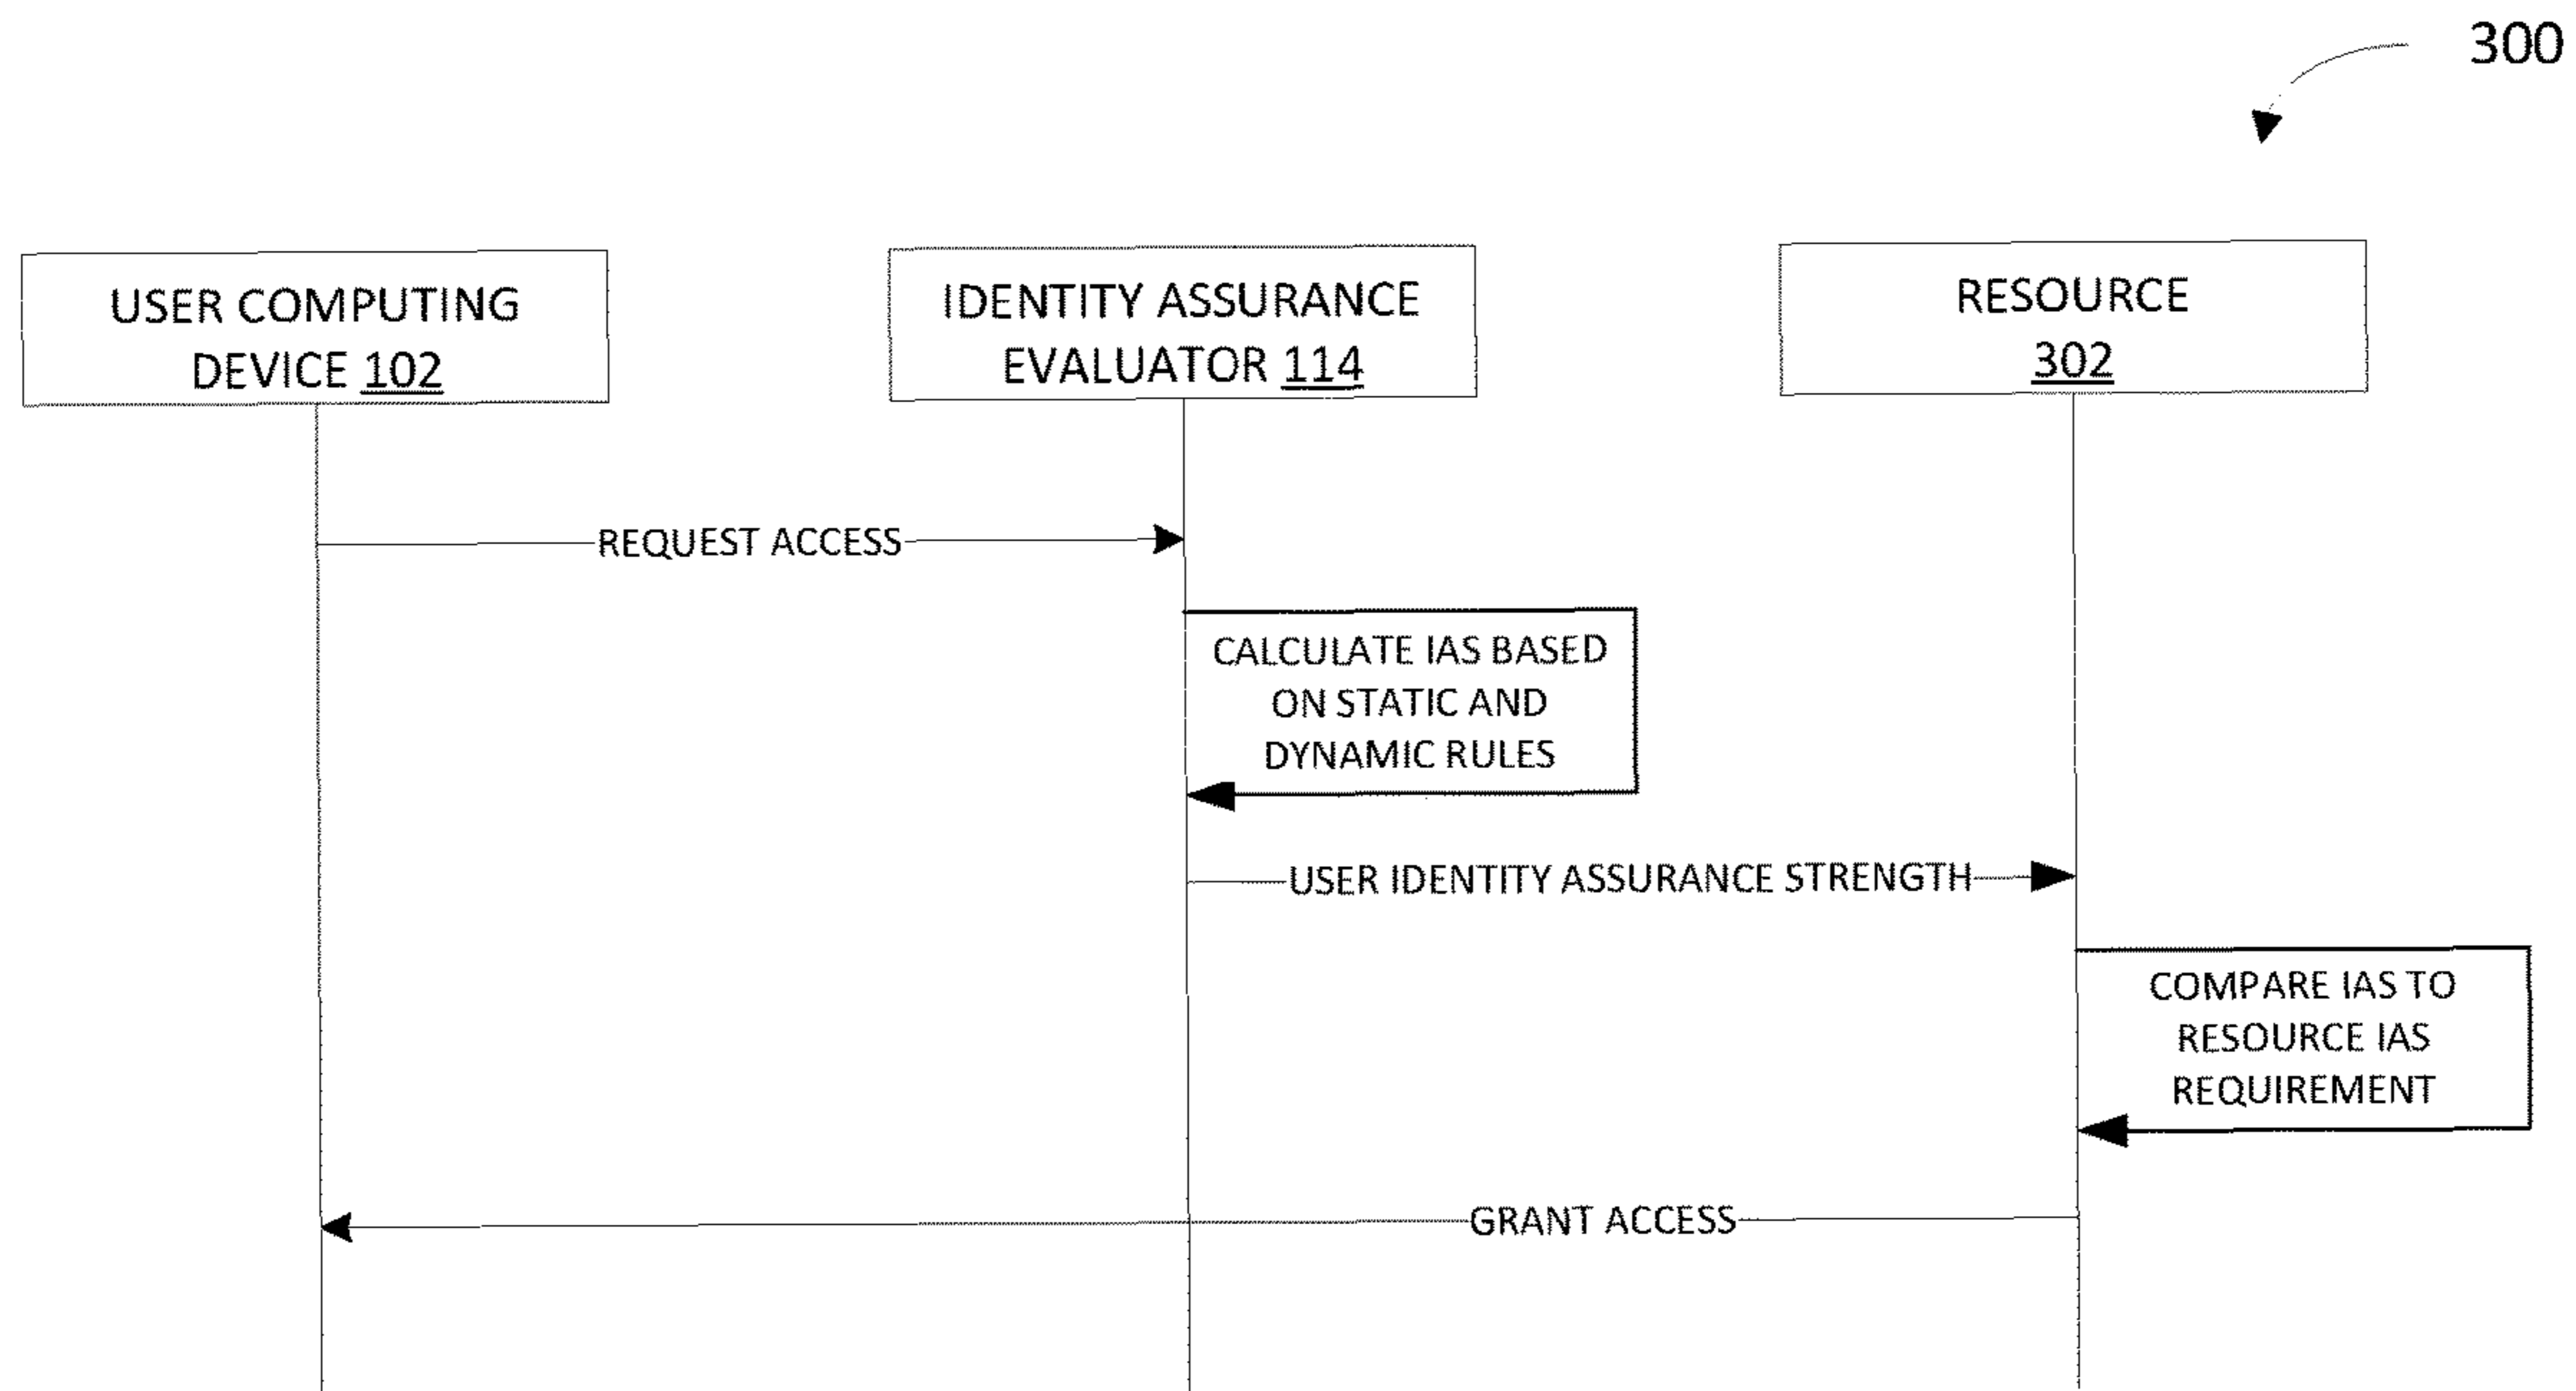 300
USER COMPUTING
DEVICE 102
IDENTITY ASSURANCE
EVALUATOR 114
RESOURCE
302
REQUEST ACCESS
CALCULATE IAS BASED
ON STATIC AND
DYNAMIC RULES
USER IDENTITY ASSURANCE STRENGTH
COMPARE IAS TO
RESOURCE IAS
REQUIREMENT
GRANT ACCESS